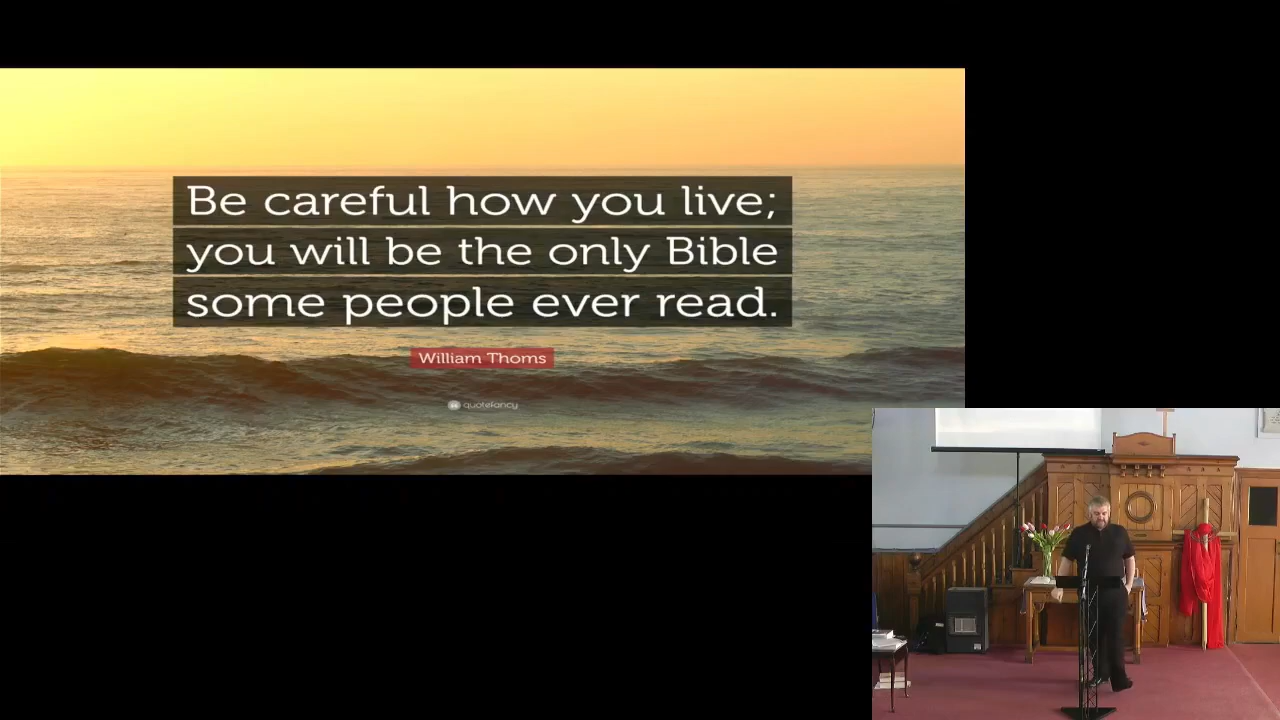 Be careful how you live;
you will be the only Bible
some people ever read.
William Thoms
quotefancy